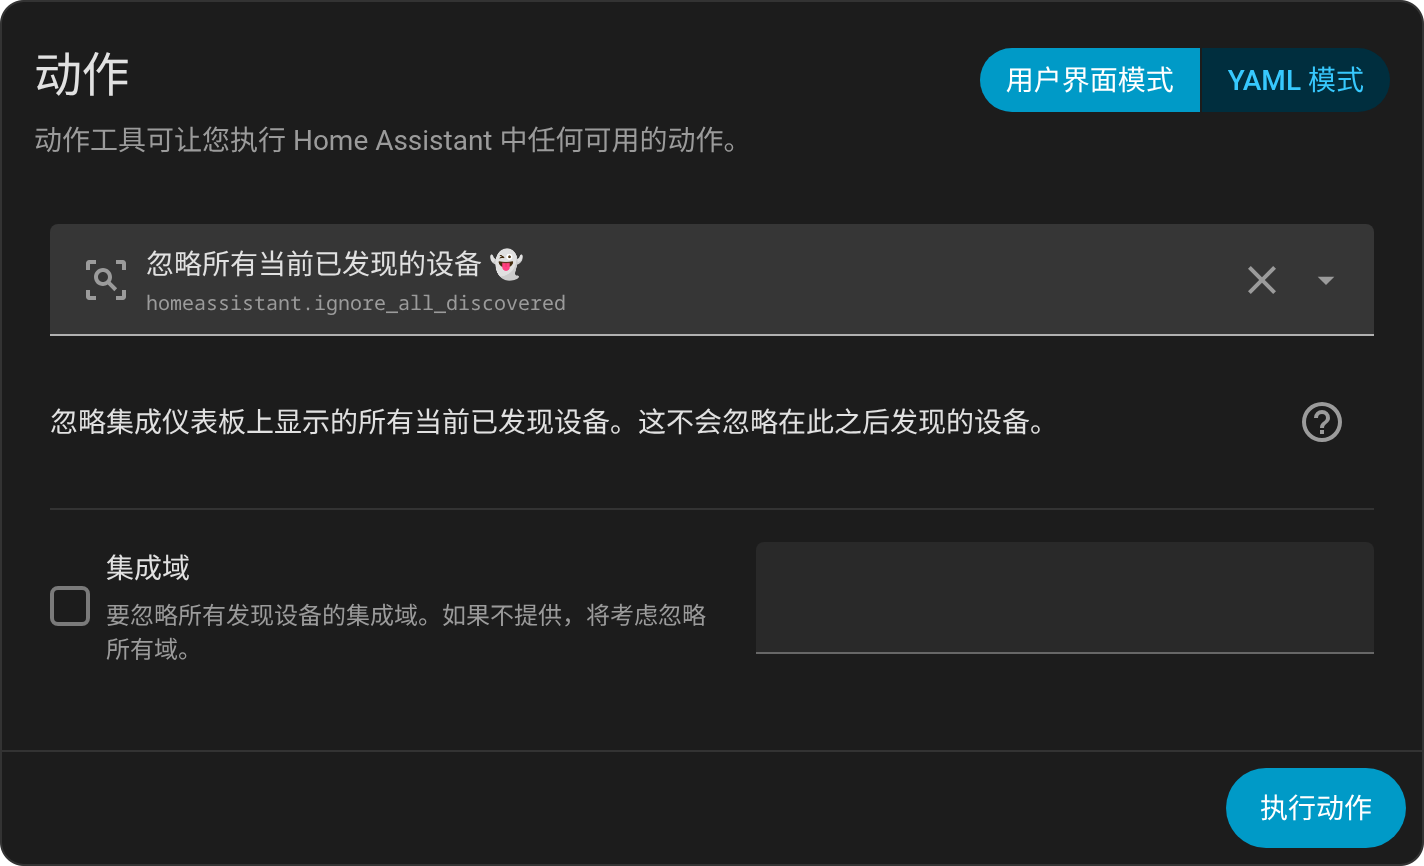 动作
用户界面模式
YAML 模式
动作工具可让您执行 Home Assistant 中任何可用的动作。
忽略所有当前已发现的设备 👻
homeassistant.ignore_all_discovered
忽略集成仪表板上显示的所有当前已发现设备。这不会忽略在此之后发现的设备。
集成域
要忽略所有发现设备的集成域。如果不提供，将考虑忽略
所有域。
执行动作